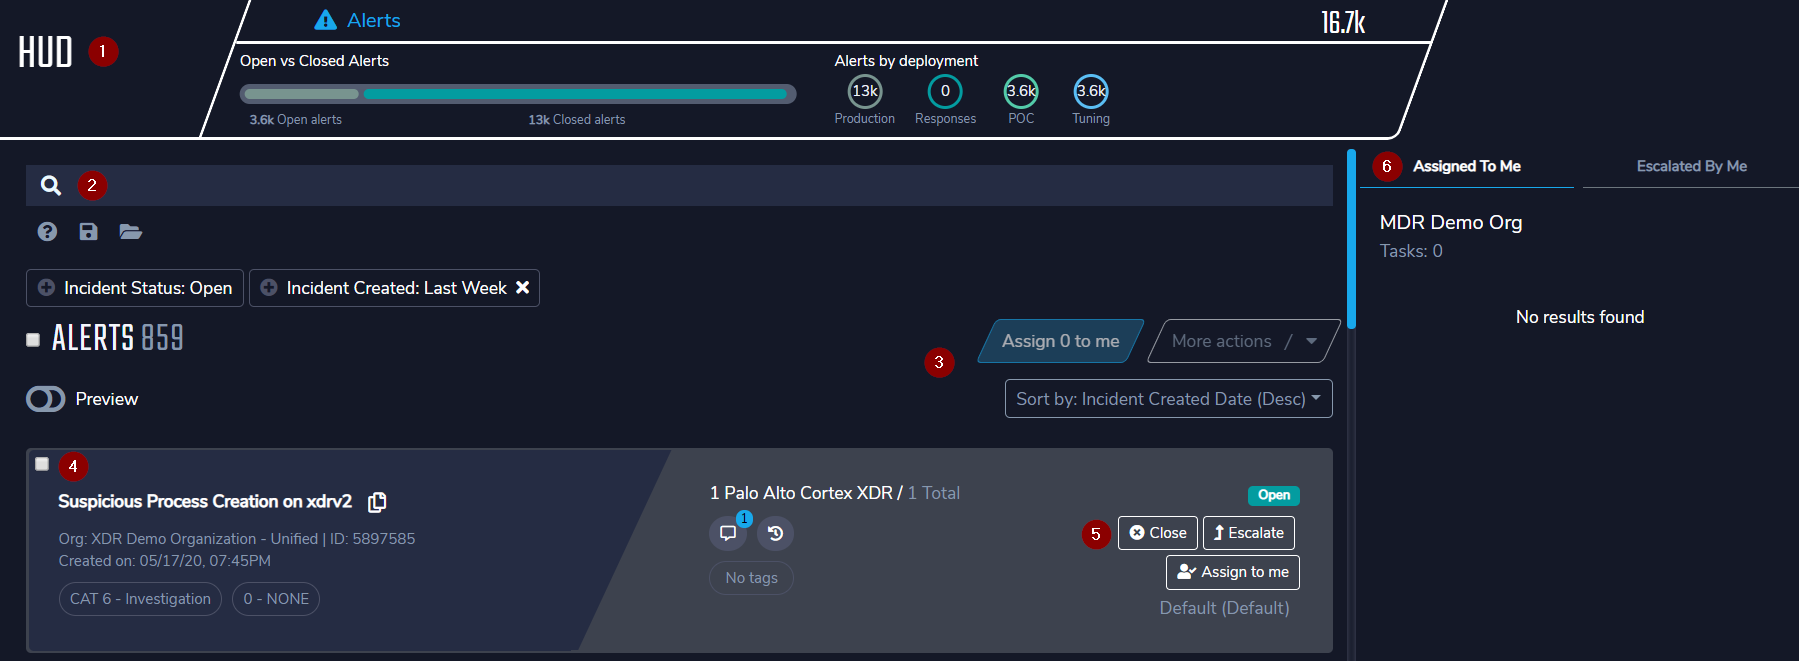 HUD 1
Alerts
16.7k
Open vs Closed Alerts
3.6k Open alerts
13k Closed alerts
Alerts by deployment
13k 0 3.6k 3.6k
Production Responses POC Tuning
2
Incident Status: Open
Incident Created: Last Week
ALERTS 859
Assign 0 to me
More actions /
3
Preview
Sort by: Incident Created Date (Desc)
4
Suspicious Process Creation on xdrv2
Org: XDR Demo Organization - Unified | ID: 5897585
Created on: 05/17/20, 07:45PM
CAT 6 - Investigation
0 - NONE
1 Palo Alto Cortex XDR / 1 Total
1
No tags
Open
5
Close
Escalate
Assign to me
Default (Default)
6
Assigned To Me
Escalated By Me
MDR Demo Org
Tasks: 0
No results found